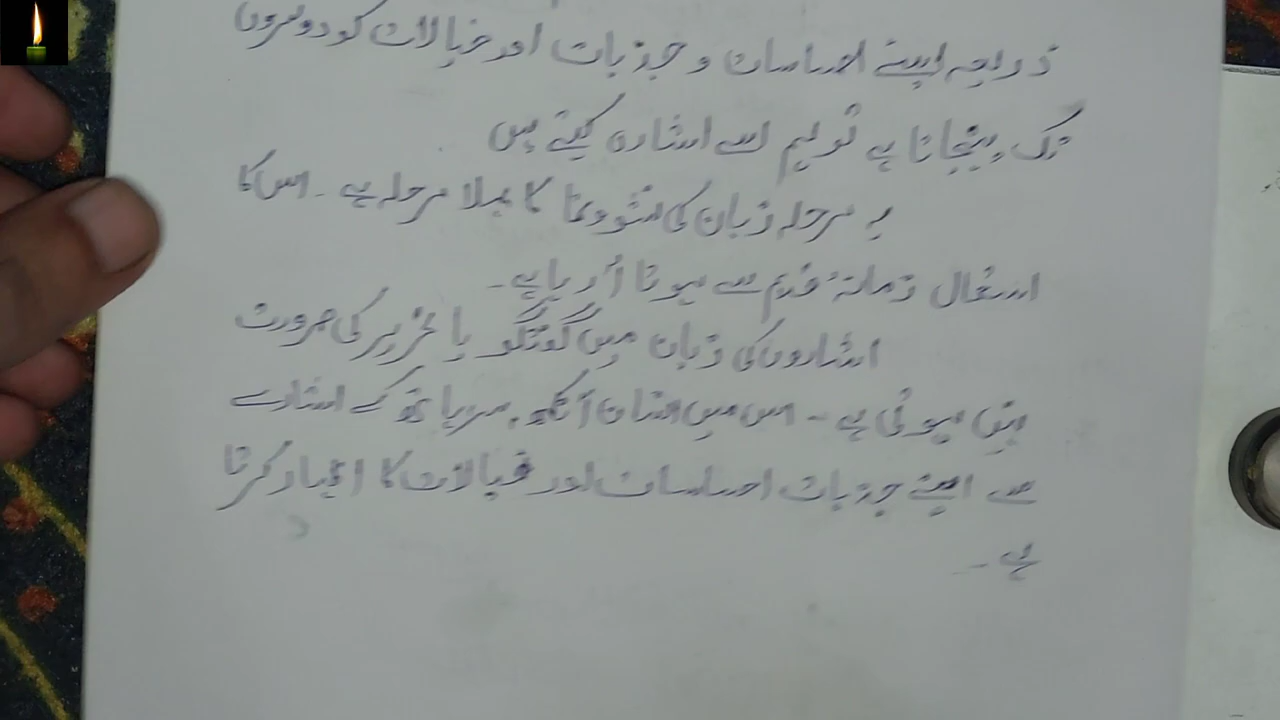 ذریعہ اپنے احساسات و جذبات اور خیالات کو دوسروں
تک پہنچاتا ہے تو ہم اسے اشارہ کہتے ہیں
یہ مرحلہ زبان کی نشوونما کا پہلا مرحلہ ہے ۔ اس کا
استعمال زمانہٴ قدیم سے ہوتا آ رہا ہے ۔
اشاروں کی زبان میں گفتگو یا تحریر کی ضرورت
نہیں ہوتی ہے ۔ اس میں انسان آنکھ، سر یا ہاتھ کے اشارے
سے اپنے جذبات احساسات اور خیالات کا اظہار کرتا
ہے ۔